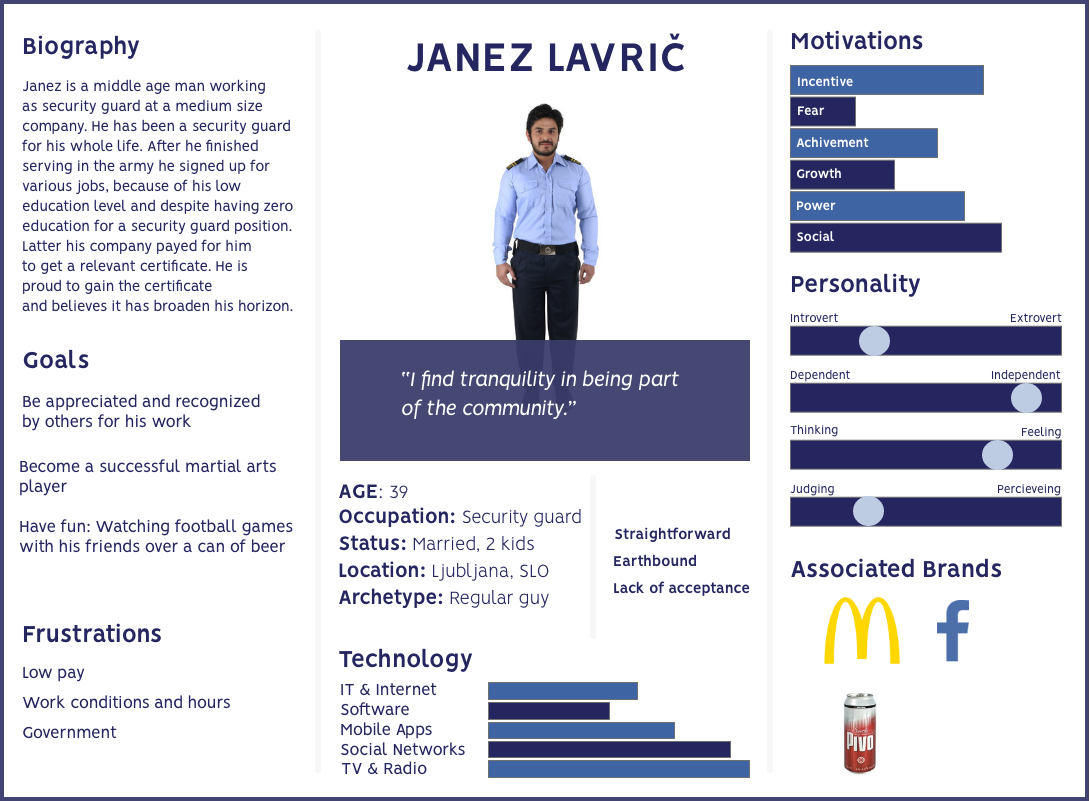 Biography
Janez is a middle age man working
as security guard at a medium size
company. He has been a security guard
for his whole life. After he finished
serving in the army he signed up for
various jobs, because of his low
education level and despite having zero
education for a security guard position.
Latter his company payed for him
to get a relevant certificate. He is
proud to gain the certificate
and believes it has broaden his horizon.
Goals
Be appreciated and recognized
by others for his work
Become a successful martial arts
player
Have fun: Watching football games
with his friends over a can of beer
Frustrations
Low pay
Work conditions and hours
Government
JANEZ LAVRIČ
"I find tranquility in being part
of the community."
AGE: 39
Occupation: Security guard
Status: Married, 2 kids
Location: Ljubljana, SLO
Archetype: Regular guy
Straightforward
Earthbound
Lack of acceptance
Technology
IT & Internet
Software
Mobile Apps
Social Networks
TV & Radio
Motivations
Incentive
Fear
Achivement
Growth
Power
Social
Personality
Introvert Extrovert
Dependent Independent
Thinking Feeling
Judging Percieveing
Associated Brands
PIVO